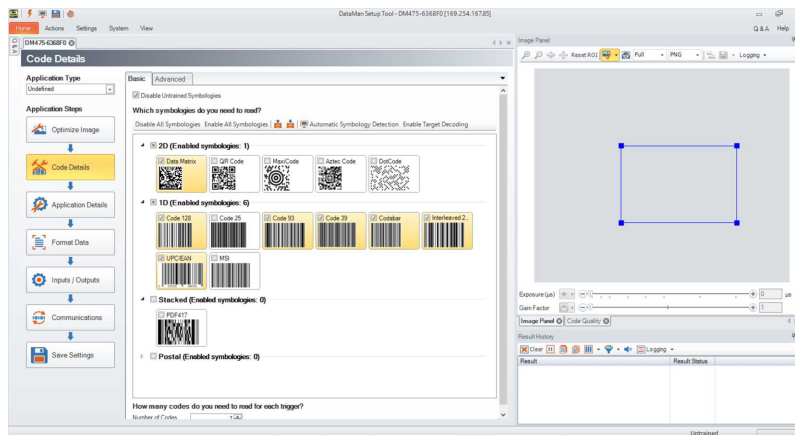 DataMan Setup Tool - DM475-6368F0 [169.254.167.85]
Home Actions Settings System View
Q & A Help
DM475-6368F0
Code Details
Application Type
Undefined
Application Steps
Optimize Image
Code Details
Application Details
Format Data
Inputs / Outputs
Communications
Save Settings
Basic Advanced
Disable Untrained Symbologies
Which symbologies do you need to read?
Disable All Symbologies Enable All Symbologies Automatic Symbology Detection Enable Target Decoding
2D (Enabled symbologies: 1)
Data Matrix QR Code MaxiCode Aztec Code DotCode
1D (Enabled symbologies: 6)
Code 128 Code 25 Code 93 Code 39 Codabar Interleaved 2...
UPC/EAN MSI
Stacked (Enabled symbologies: 0)
PDF417
Postal (Enabled symbologies: 0)
How many codes do you need to read for each trigger?
Number of Codes 1
Image Panel
Reset ROI Full PNG Logging
Exposure (µs) 0 µs
Gain Factor 1
Image Panel Code Quality
Result History
Clear Logging
Result Result Status
Untrained